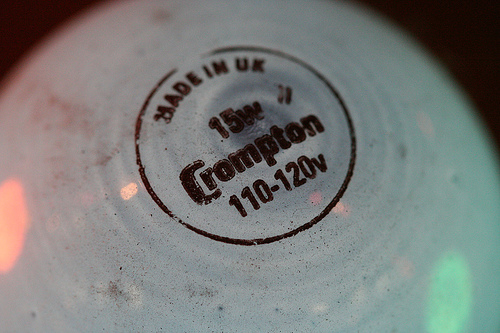 MADE IN UK
15w
Crompton
110-120v